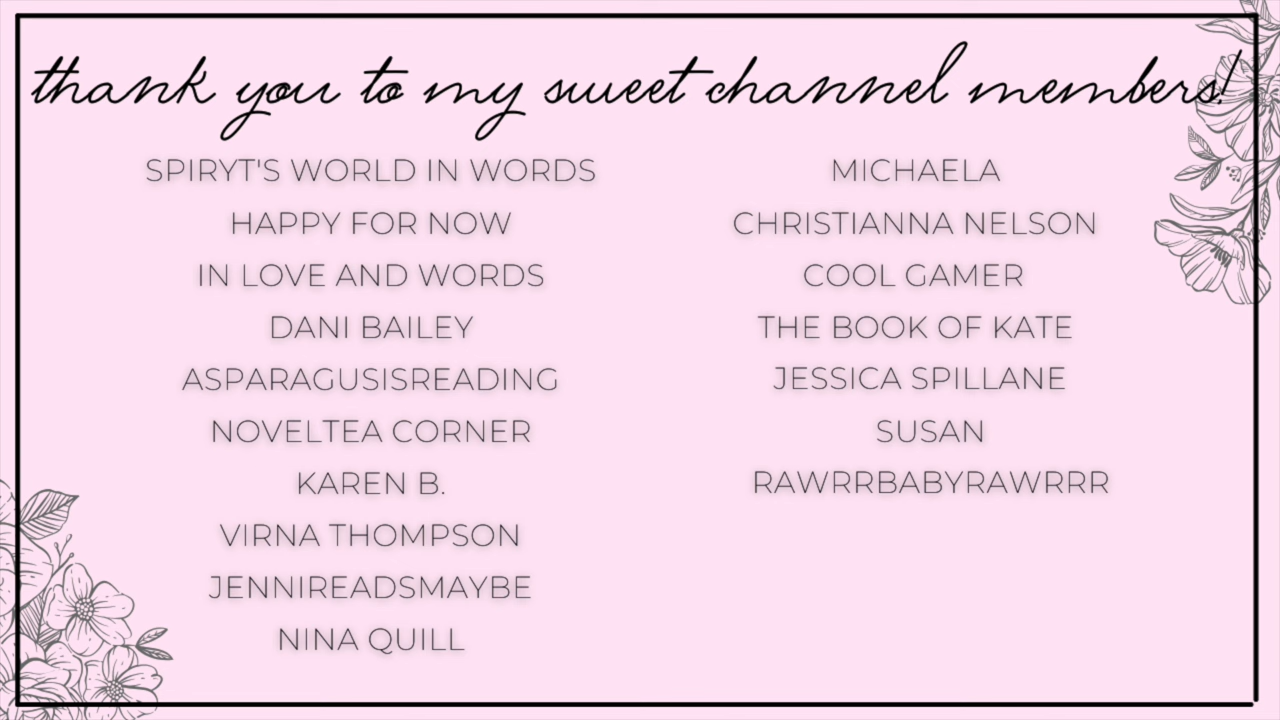 thank you to my sweet channel members!
SPIRYT'S WORLD IN WORDS
HAPPY FOR NOW
IN LOVE AND WORDS
DANI BAILEY
ASPARAGUSISREADING
NOVELTEA CORNER
KAREN B.
VIRNA THOMPSON
JENNIREADSMAYBE
NINA QUILL
MICHAELA
CHRISTIANNA NELSON
COOL GAMER
THE BOOK OF KATE
JESSICA SPILLANE
SUSAN
RAWRRBABYRAWRRR